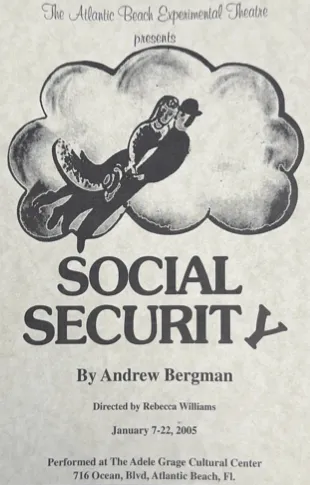 The Atlantic Beach Experimental Theatre
presents
SOCIAL
SECURITY
By Andrew Bergman
Directed by Rebecca Williams
January 7-22, 2005
Performed at The Adele Grage Cultural Center
716 Ocean, Blvd, Atlantic Beach, Fl.